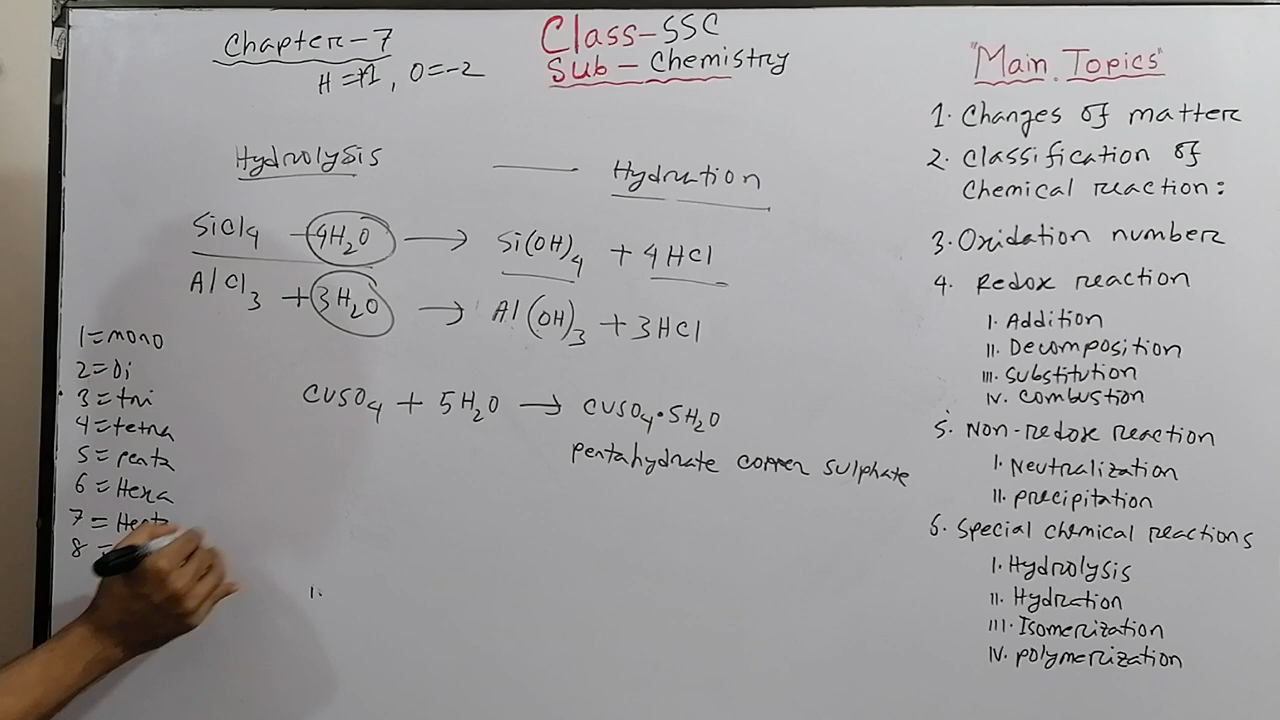 Chapter-7
H = +1, O = -2
Class-SSC
Sub-Chemistry
Hydrolysis — Hydration
SiCl4 + 4H2O → Si(OH)4 + 4HCl
AlCl3 + 3H2O → Al(OH)3 + 3HCl
CuSO4 + 5H2O → CuSO4·5H2O
pentahydrate copper sulphate
1=mono
2=Di
3=tri
4=tetra
5=penta
6=Hexa
7=Hepta
8=
1.
"Main Topics"
1. Changes of matter
2. Classification of
Chemical reaction:
3. Oxidation number
4. Redox reaction
I. Addition
II. Decomposition
III. Substitution
IV. Combustion
5. Non-redox reaction
I. Neutralization
II. precipitation
6. Special chemical reactions
I. Hydrolysis
II. Hydration
III. Isomerization
IV. polymerization